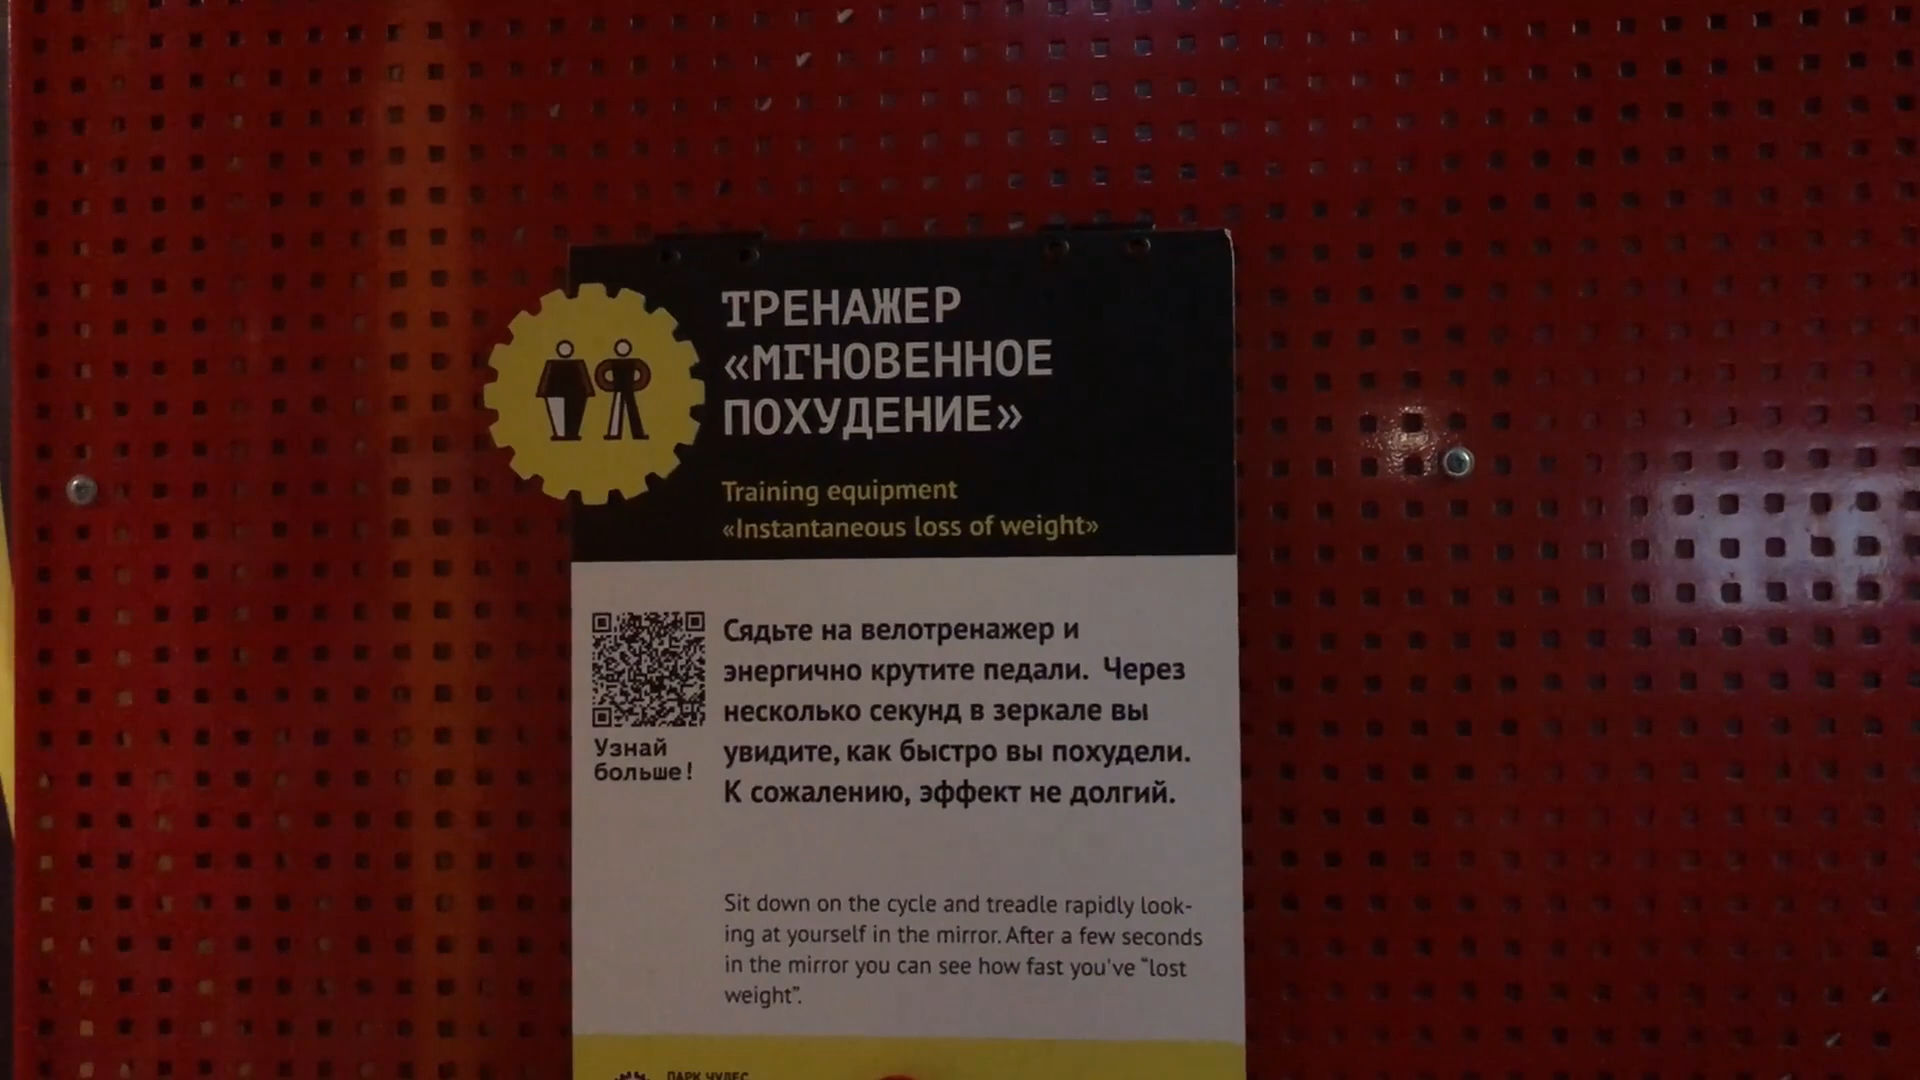 ТРЕНАЖЕР
«МГНОВЕННОЕ
ПОХУДЕНИЕ»
Training equipment
«Instantaneous loss of weight»
Сядьте на велотренажер и
энергично крутите педали. Через
несколько секунд в зеркале вы
увидите, как быстро вы похудели.
К сожалению, эффект не долгий.
Узнай
больше!
Sit down on the cycle and treadle rapidly look-
ing at yourself in the mirror. After a few seconds
in the mirror you can see how fast you've “lost
weight”.
ПАРК ЧУДЕС